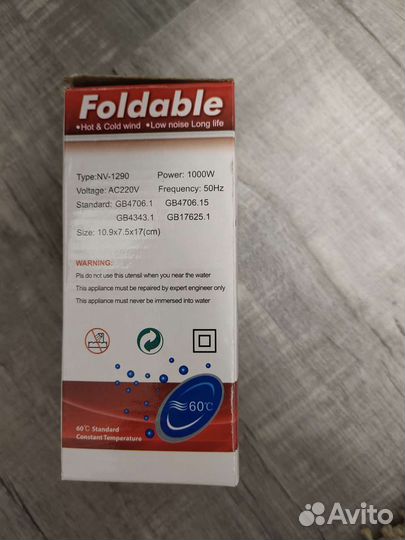 Foldable
•Hot & Cold wind •Low noise Long life
Type:NV-1290 Power: 1000W
Voltage: AC220V Frequency: 50Hz
Standard: GB4706.1 GB4706.15
GB4343.1 GB17625.1
Size: 10.9x7.5x17(cm)
WARNING:
Pls do not use this utensil when you near the water
This appliance must be repaired by expert engineer only
This appliance must never be immersed into water
60℃
60℃ Standard
Constant Temperature
Avito